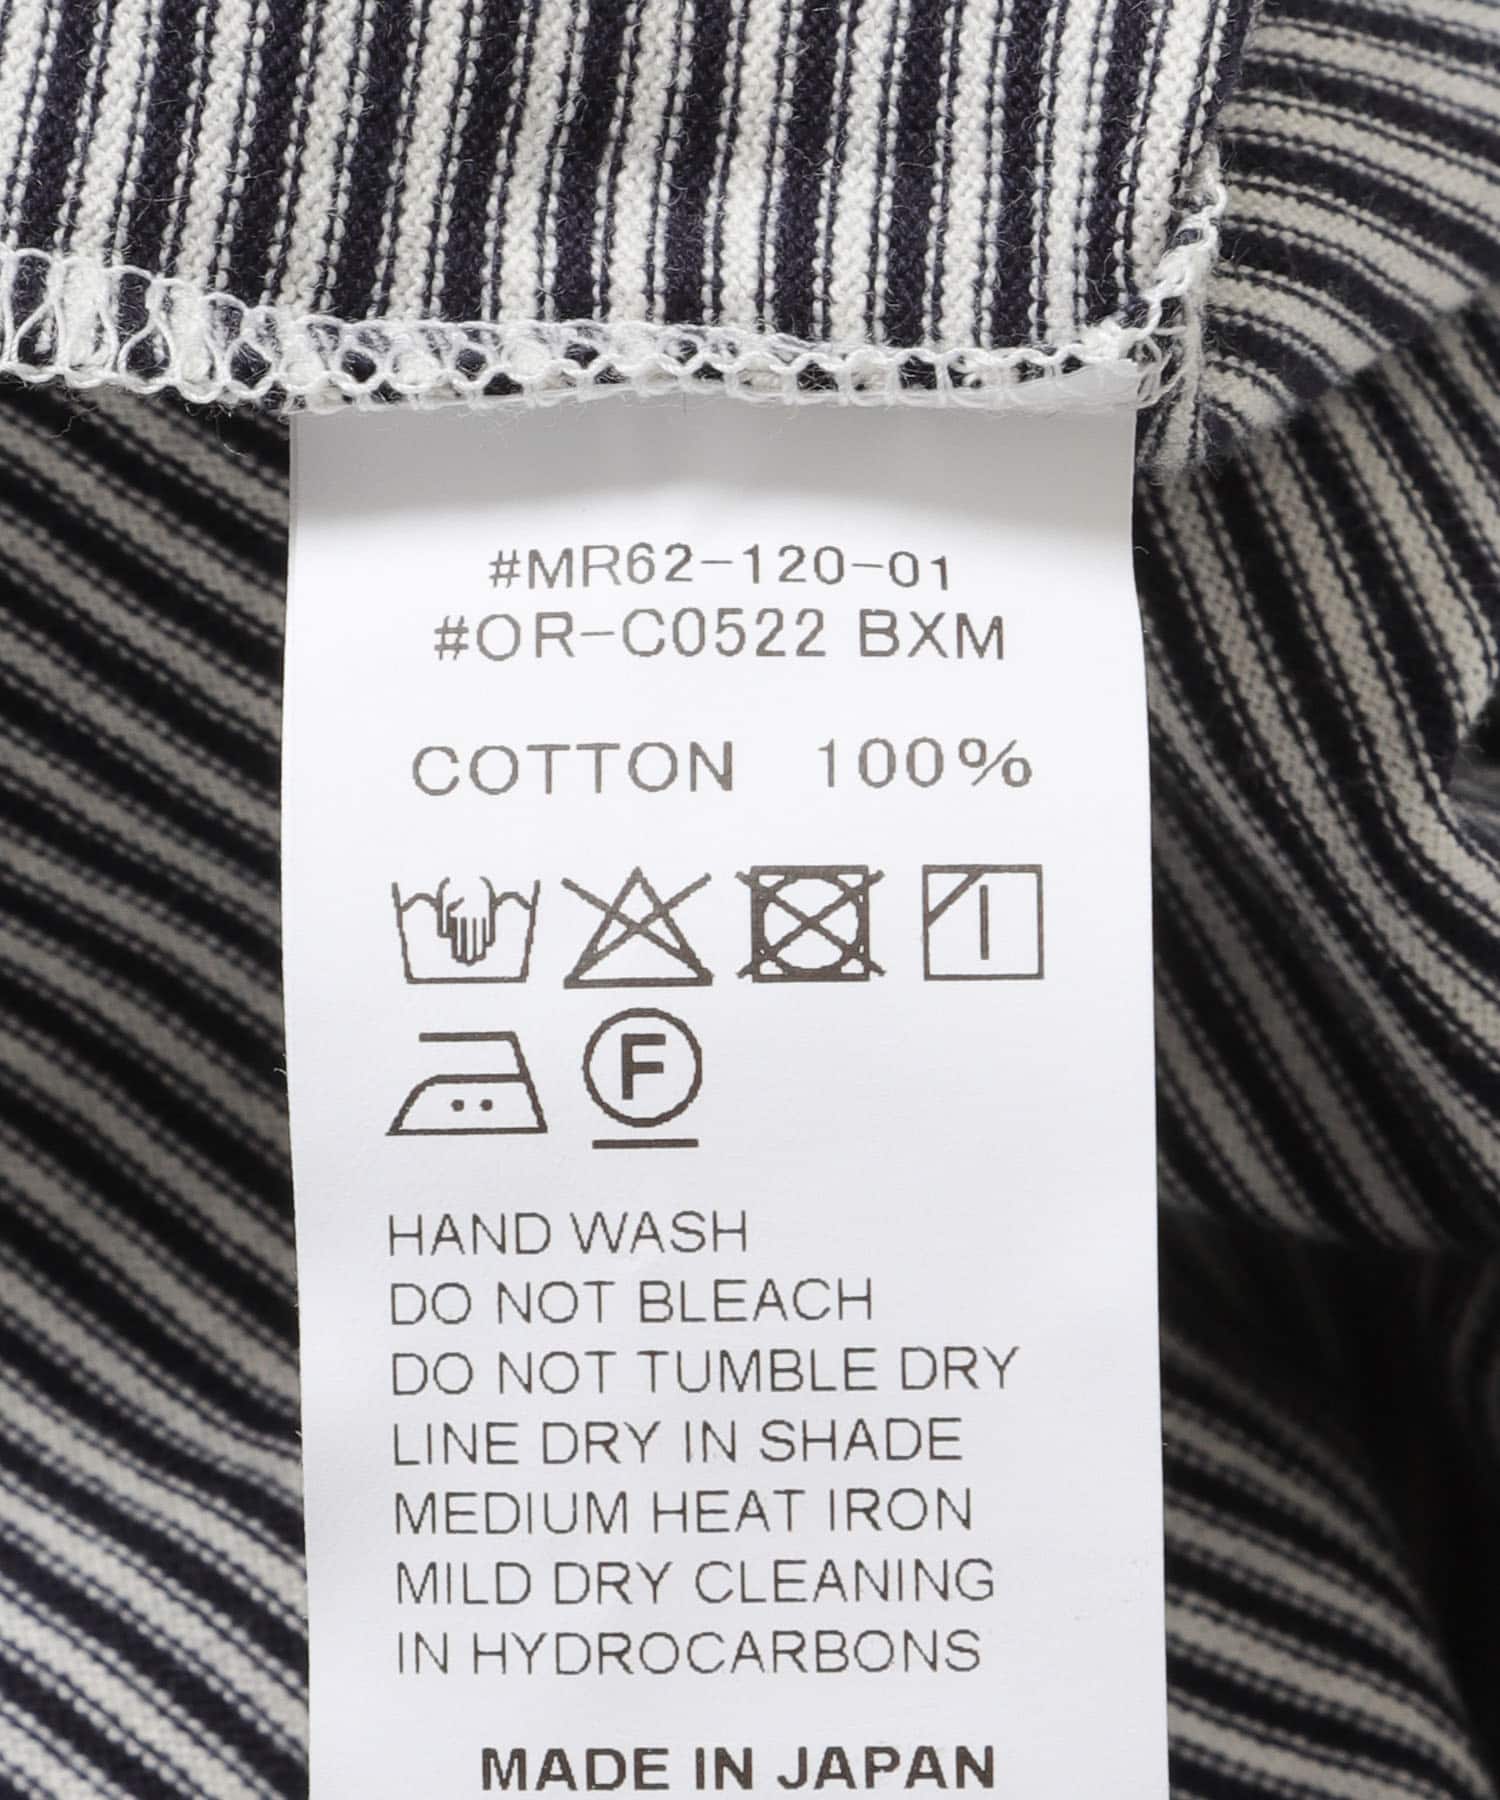 #MR62-120-01
#OR-C0522 BXM
COTTON 100%
F
HAND WASH
DO NOT BLEACH
DO NOT TUMBLE DRY
LINE DRY IN SHADE
MEDIUM HEAT IRON
MILD DRY CLEANING
IN HYDROCARBONS
MADE IN JAPAN